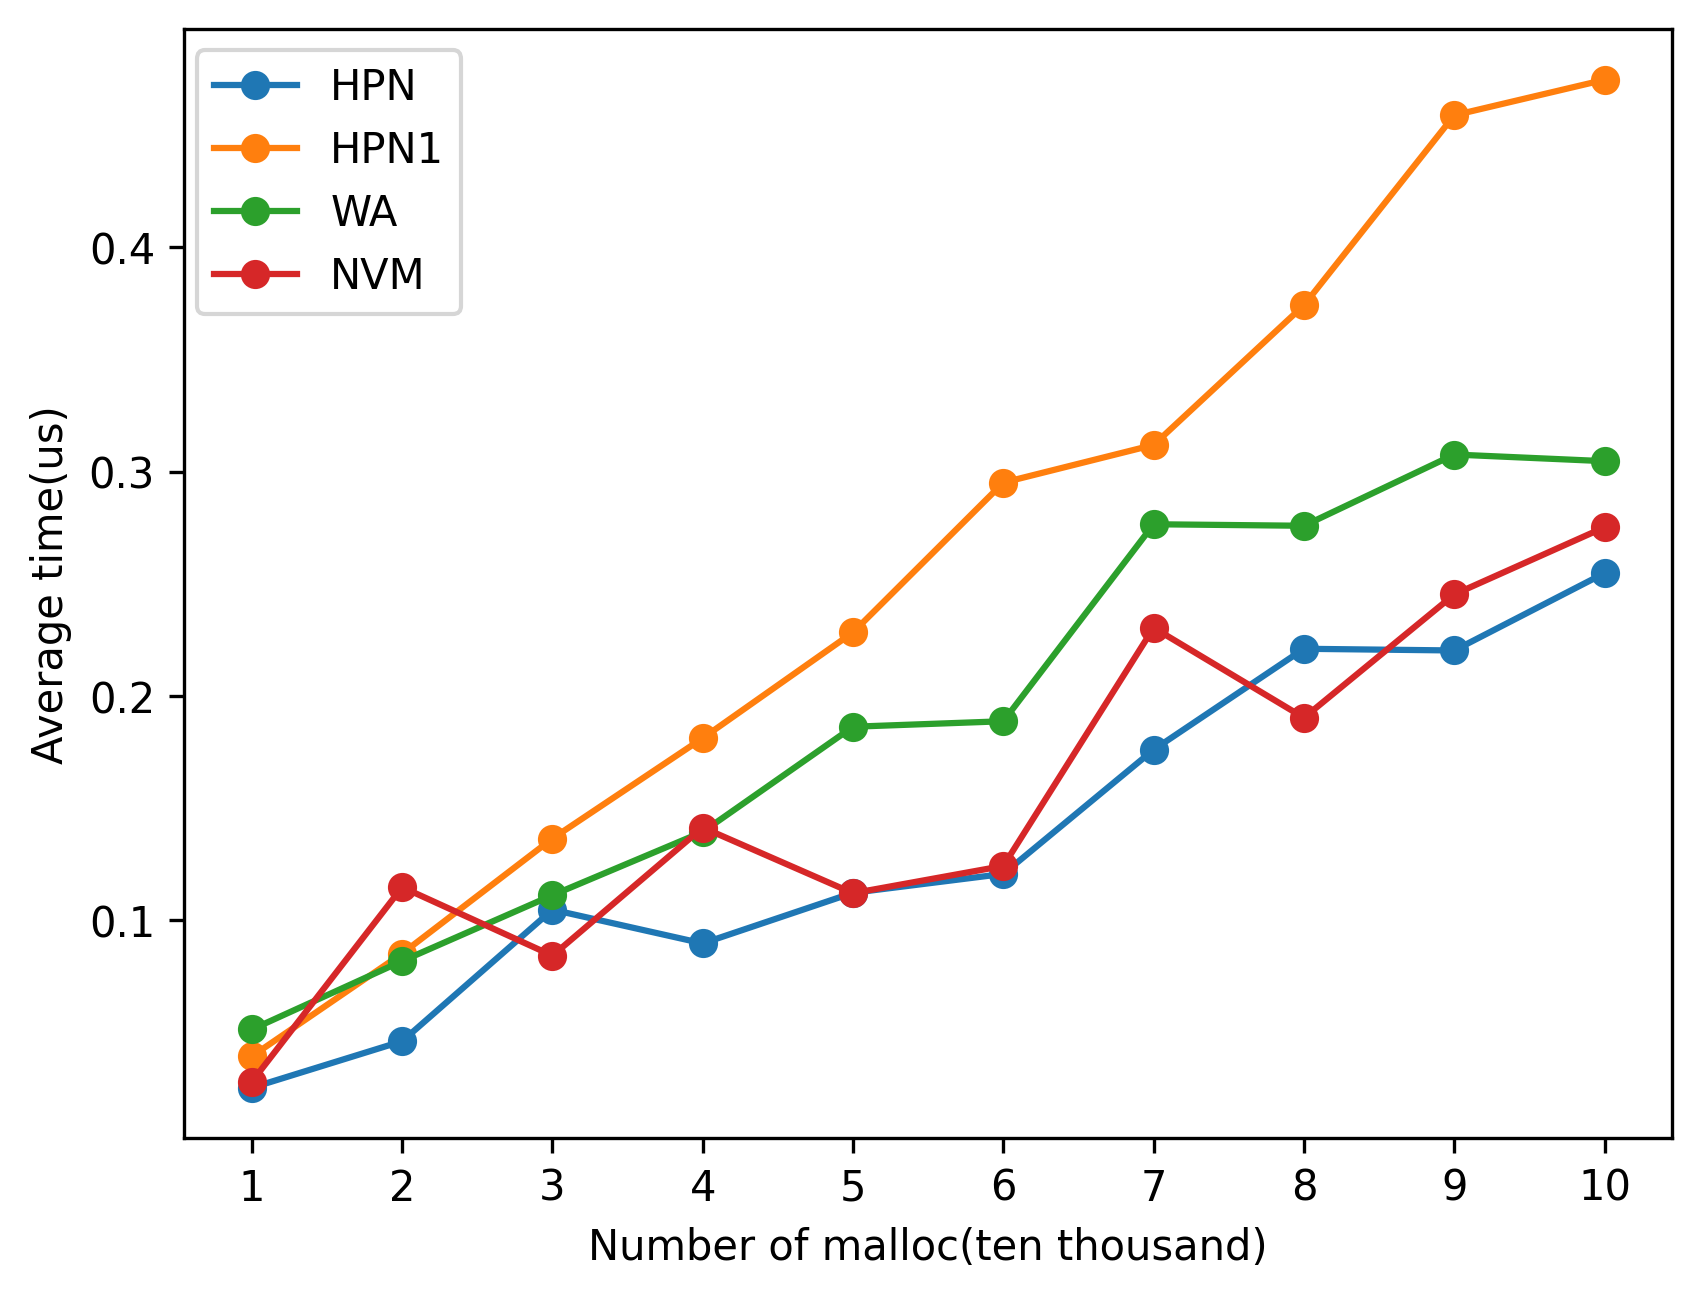 HPN
HPN1
WA
NVM
0.4
0.3
0.2
0.1
Average time(us)
1 2 3 4 5 6 7 8 9 10
Number of malloc(ten thousand)